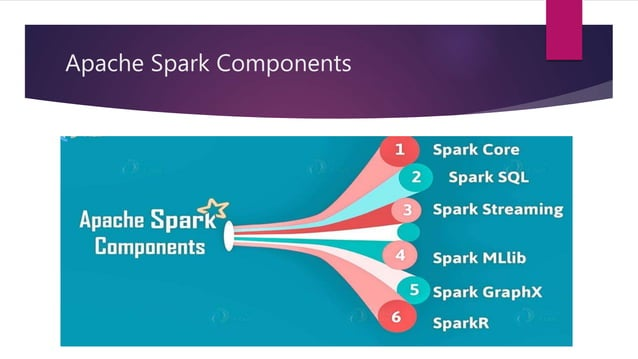 Apache Spark Components
Apache Spark
Components
1 Spark Core
2 Spark SQL
3 Spark Streaming
4 Spark MLlib
5 Spark GraphX
6 SparkR